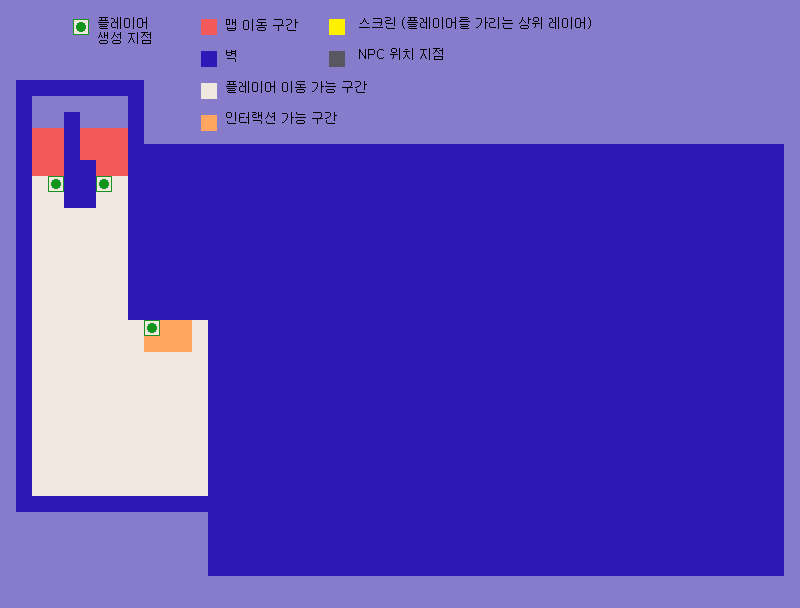 플레이어
생성 지점
맵 이동 구간
스크린 (플레이어를 가리는 상위 레이어)
벽
NPC 위치 지점
플레이어 이동 가능 구간
인터랙션 가능 구간